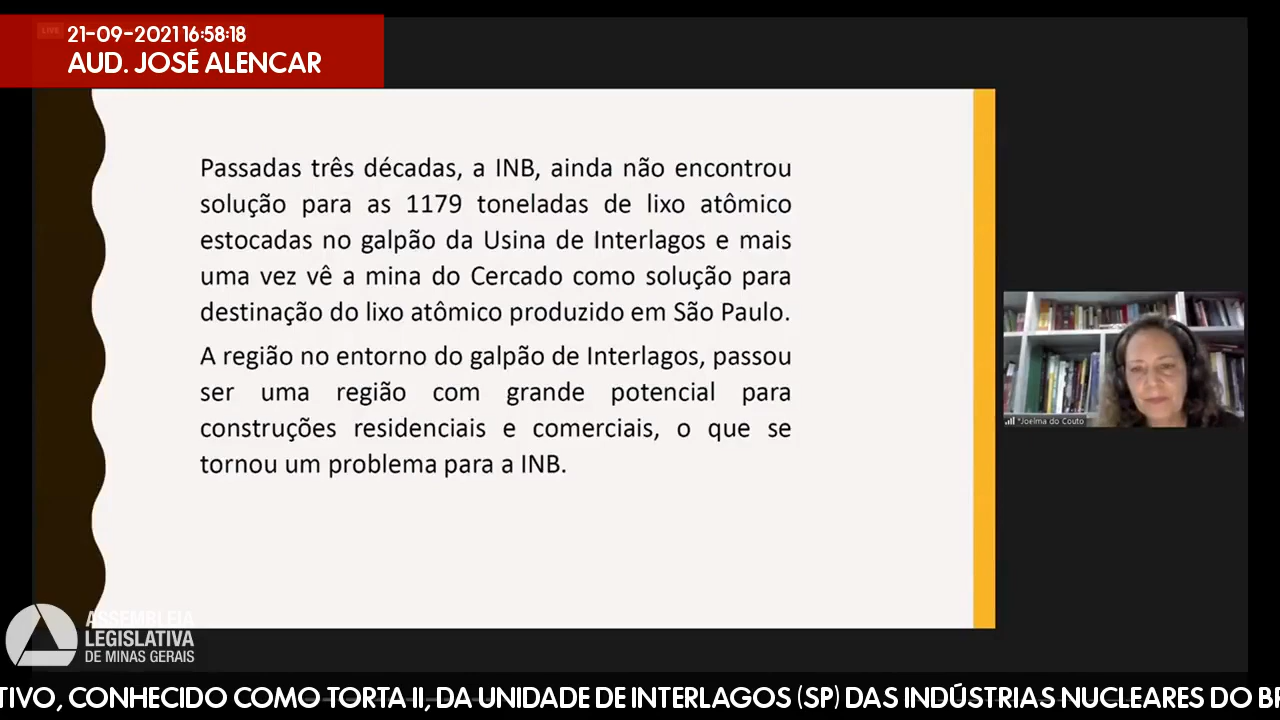 LIVE
21-09-2021 16:58:18
AUD. JOSÉ ALENCAR
Passadas três décadas, a INB, ainda não encontrou
solução para as 1179 toneladas de lixo atômico
estocadas no galpão da Usina de Interlagos e mais
uma vez vê a mina do Cercado como solução para
destinação do lixo atômico produzido em São Paulo.
A região no entorno do galpão de Interlagos, passou
ser uma região com grande potencial para
construções residenciais e comerciais, o que se
tornou um problema para a INB.
*Joelma do Couto
ASSEMBLEIA
LEGISLATIVA
DE MINAS GERAIS
TIVO, CONHECIDO COMO TORTA II, DA UNIDADE DE INTERLAGOS (SP) DAS INDÚSTRIAS NUCLEARES DO B